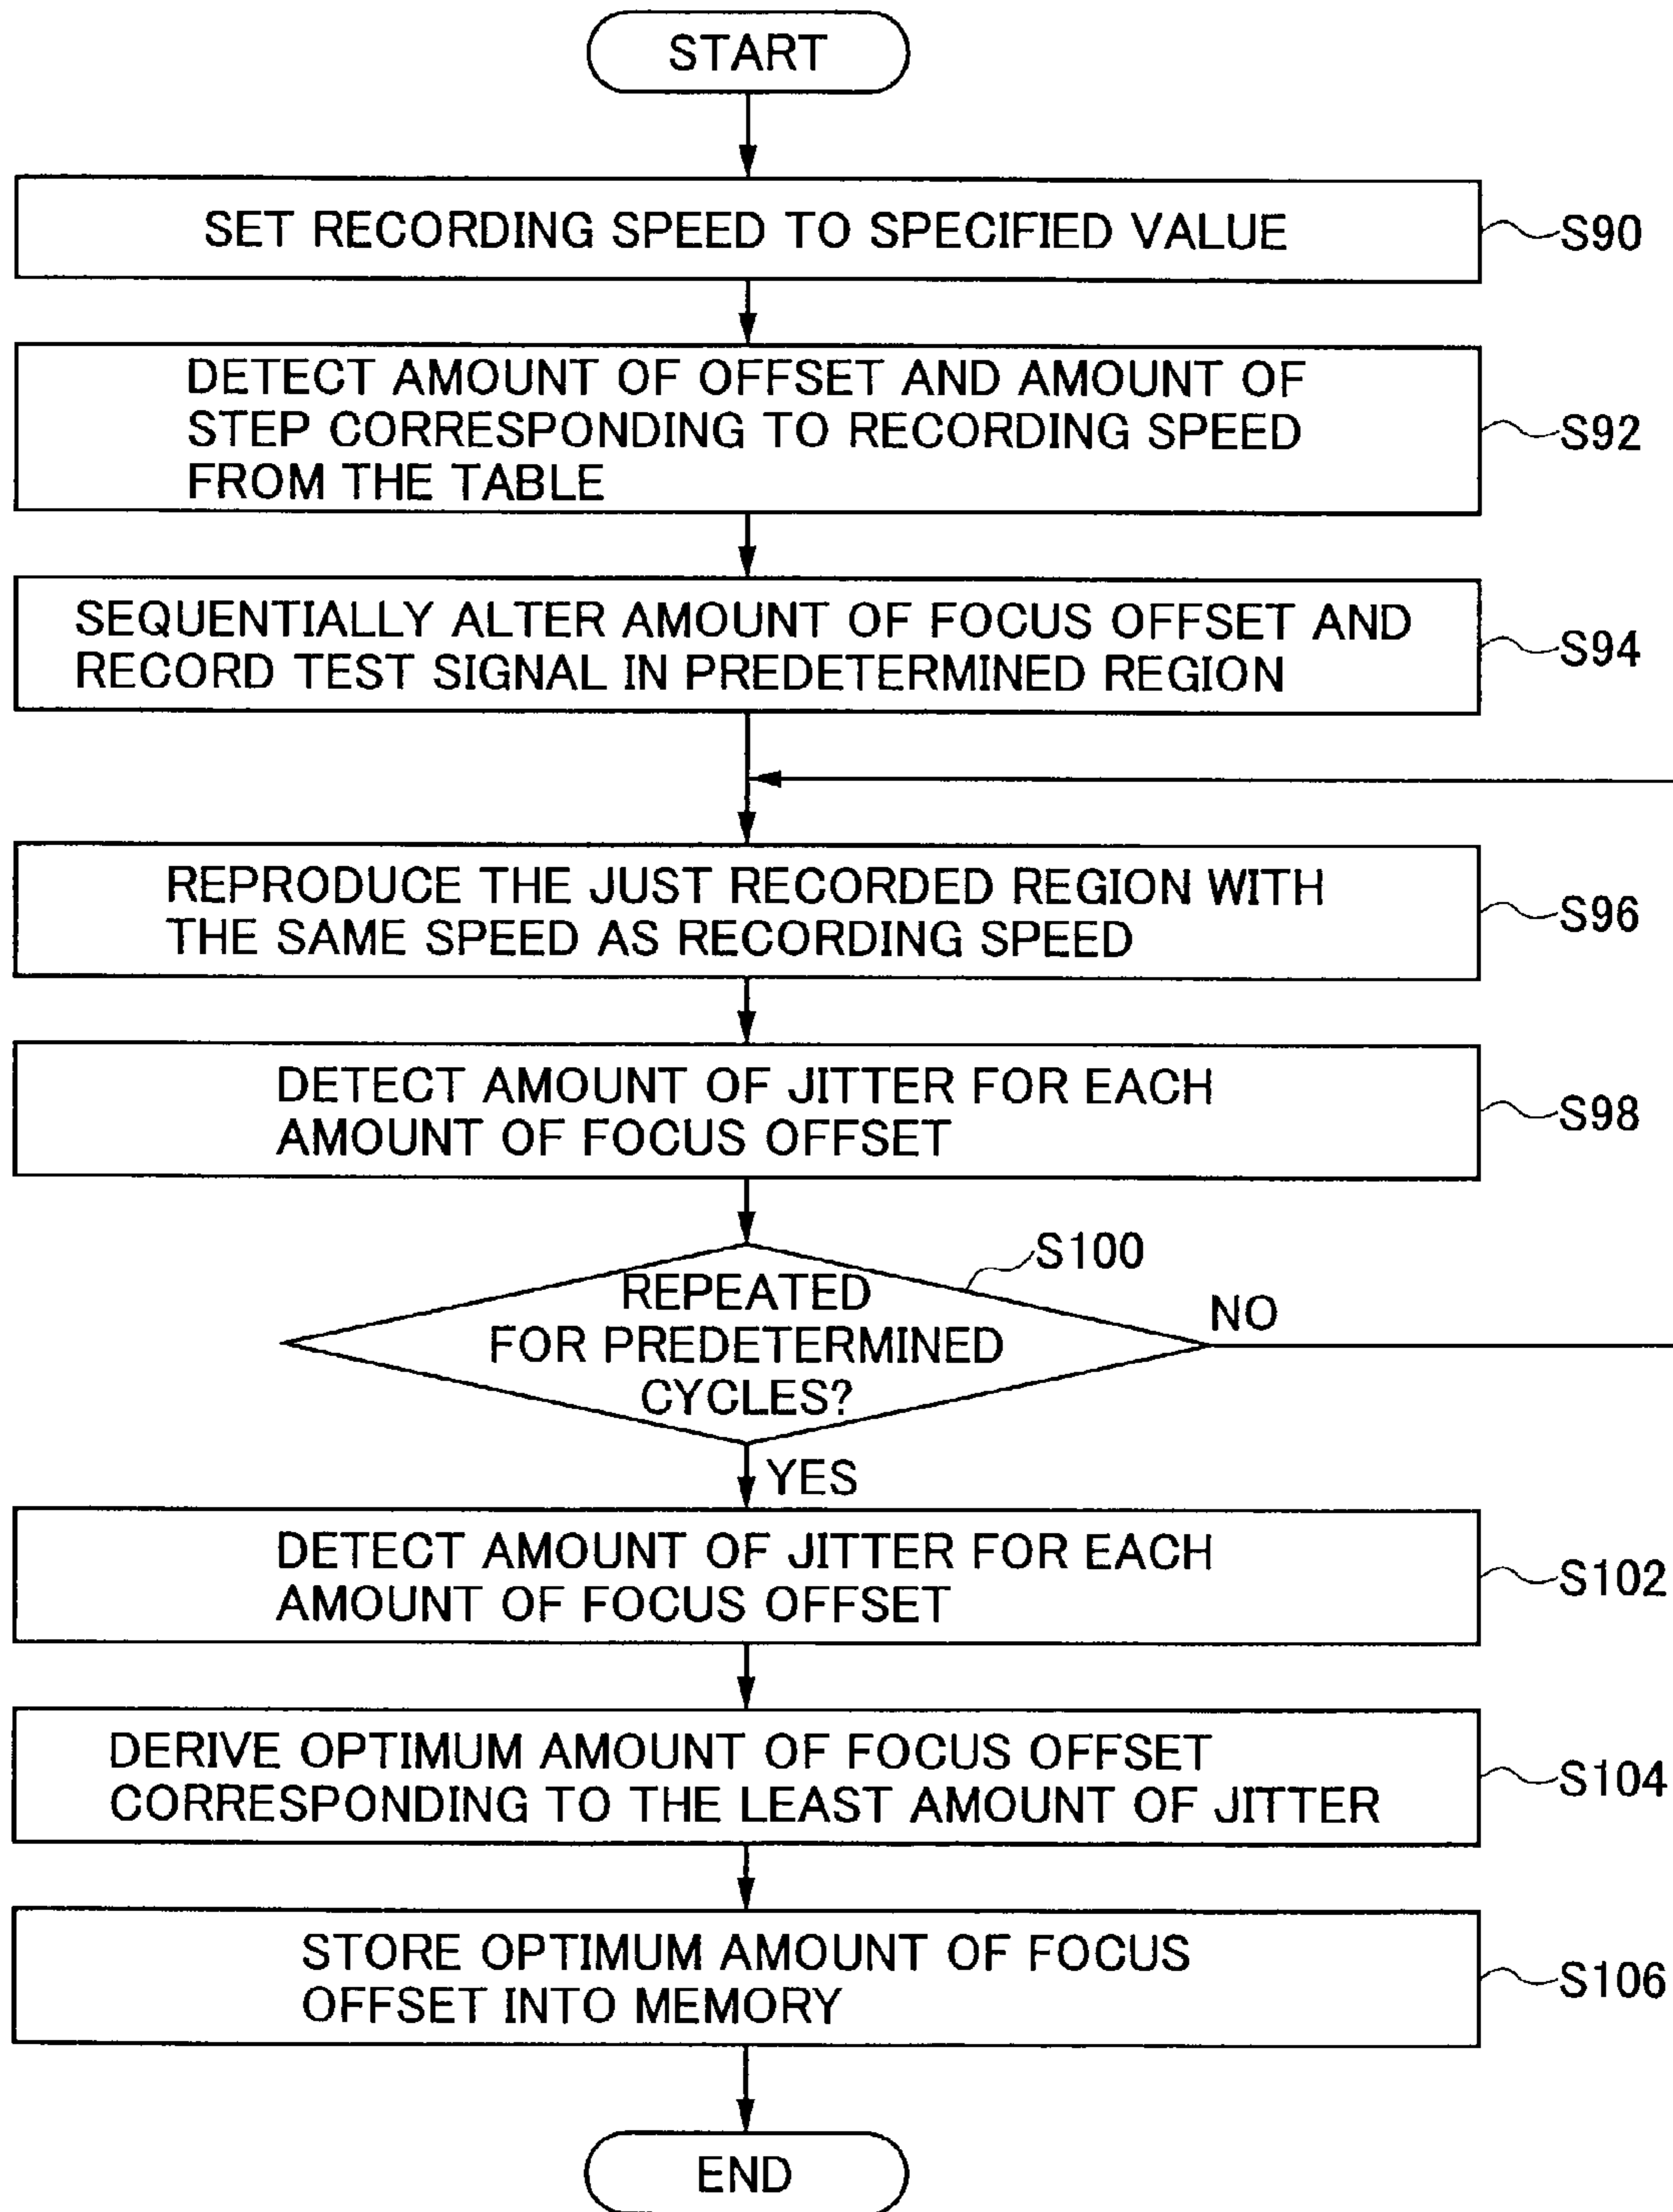 START
SET RECORDING SPEED TO SPECIFIED VALUE
S90
DETECT AMOUNT OF OFFSET AND AMOUNT OF
STEP CORRESPONDING TO RECORDING SPEED
FROM THE TABLE
S92
SEQUENTIALLY ALTER AMOUNT OF FOCUS OFFSET AND
RECORD TEST SIGNAL IN PREDETERMINED REGION
S94
REPRODUCE THE JUST RECORDED REGION WITH
THE SAME SPEED AS RECORDING SPEED
S96
DETECT AMOUNT OF JITTER FOR EACH
AMOUNT OF FOCUS OFFSET
S98
S100
REPEATED
FOR PREDETERMINED
CYCLES?
NO
YES
DETECT AMOUNT OF JITTER FOR EACH
AMOUNT OF FOCUS OFFSET
S102
DERIVE OPTIMUM AMOUNT OF FOCUS OFFSET
CORRESPONDING TO THE LEAST AMOUNT OF JITTER
S104
STORE OPTIMUM AMOUNT OF FOCUS
OFFSET INTO MEMORY
S106
END